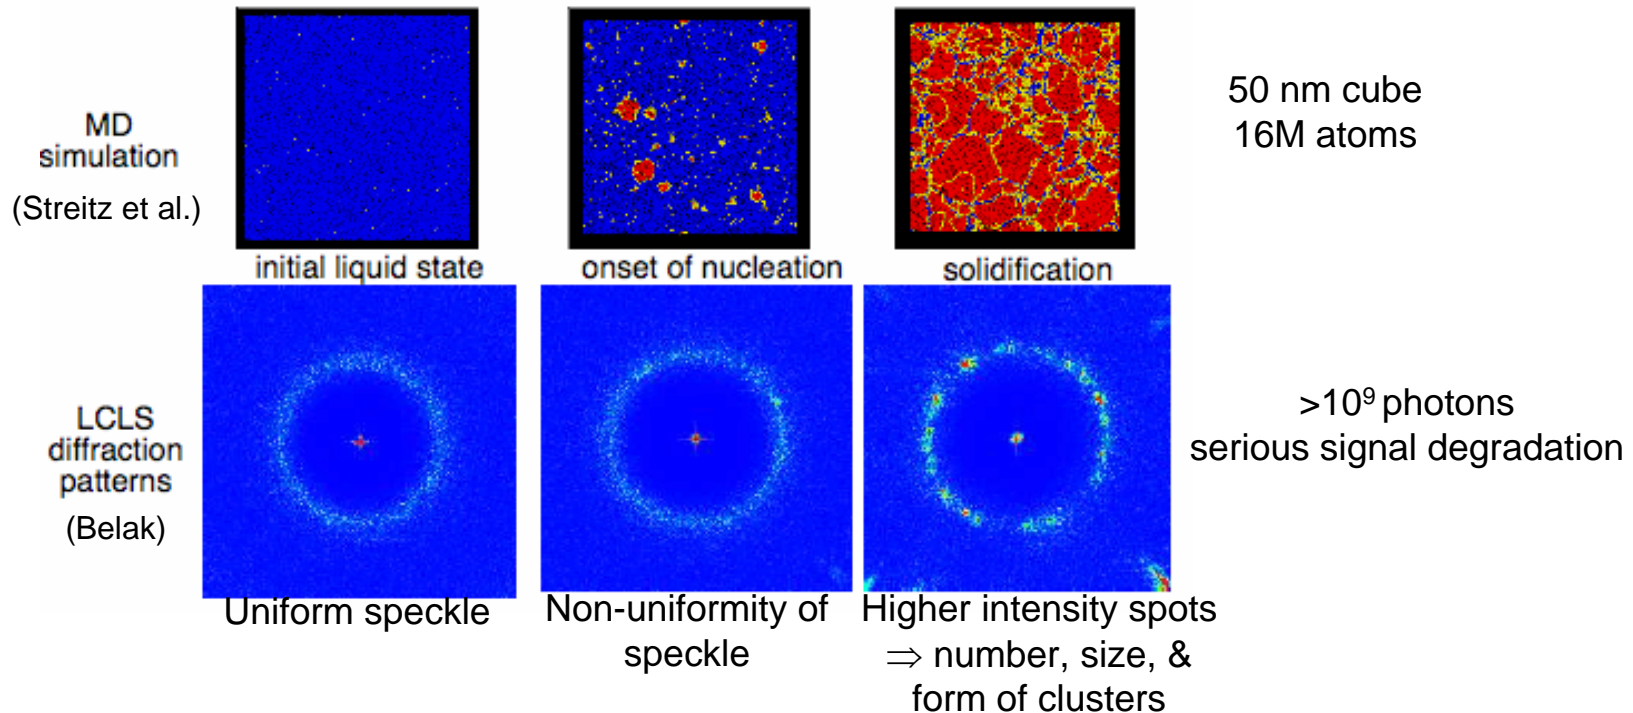 50 nm cube
16M atoms
MD
simulation
(Streitz et al.)
initial liquid state
onset of nucleation
solidification
LCLS
diffraction
patterns
(Belak)
>10⁹ photons
serious signal degradation
Uniform speckle
Non-uniformity of
speckle
Higher intensity spots
⇒ number, size, &
form of clusters